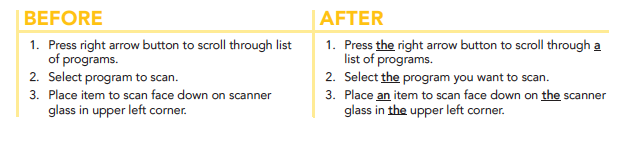 BEFORE
1. Press right arrow button to scroll through list
of programs.
2. Select program to scan.
3. Place item to scan face down on scanner
glass in upper left corner.
AFTER
1. Press the right arrow button to scroll through a
list of programs.
2. Select the program you want to scan.
3. Place an item to scan face down on the scanner
glass in the upper left corner.